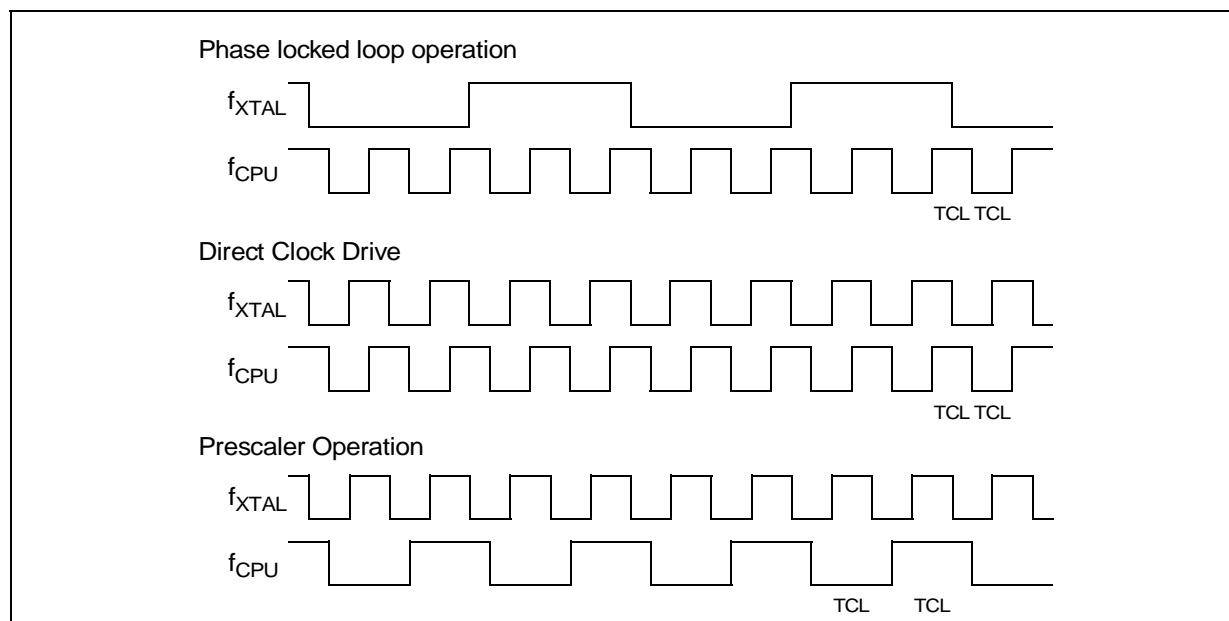 Phase locked loop operation
fXTAL
fCPU
TCL TCL
Direct Clock Drive
fXTAL
fCPU
TCL TCL
Prescaler Operation
fXTAL
fCPU
TCL TCL